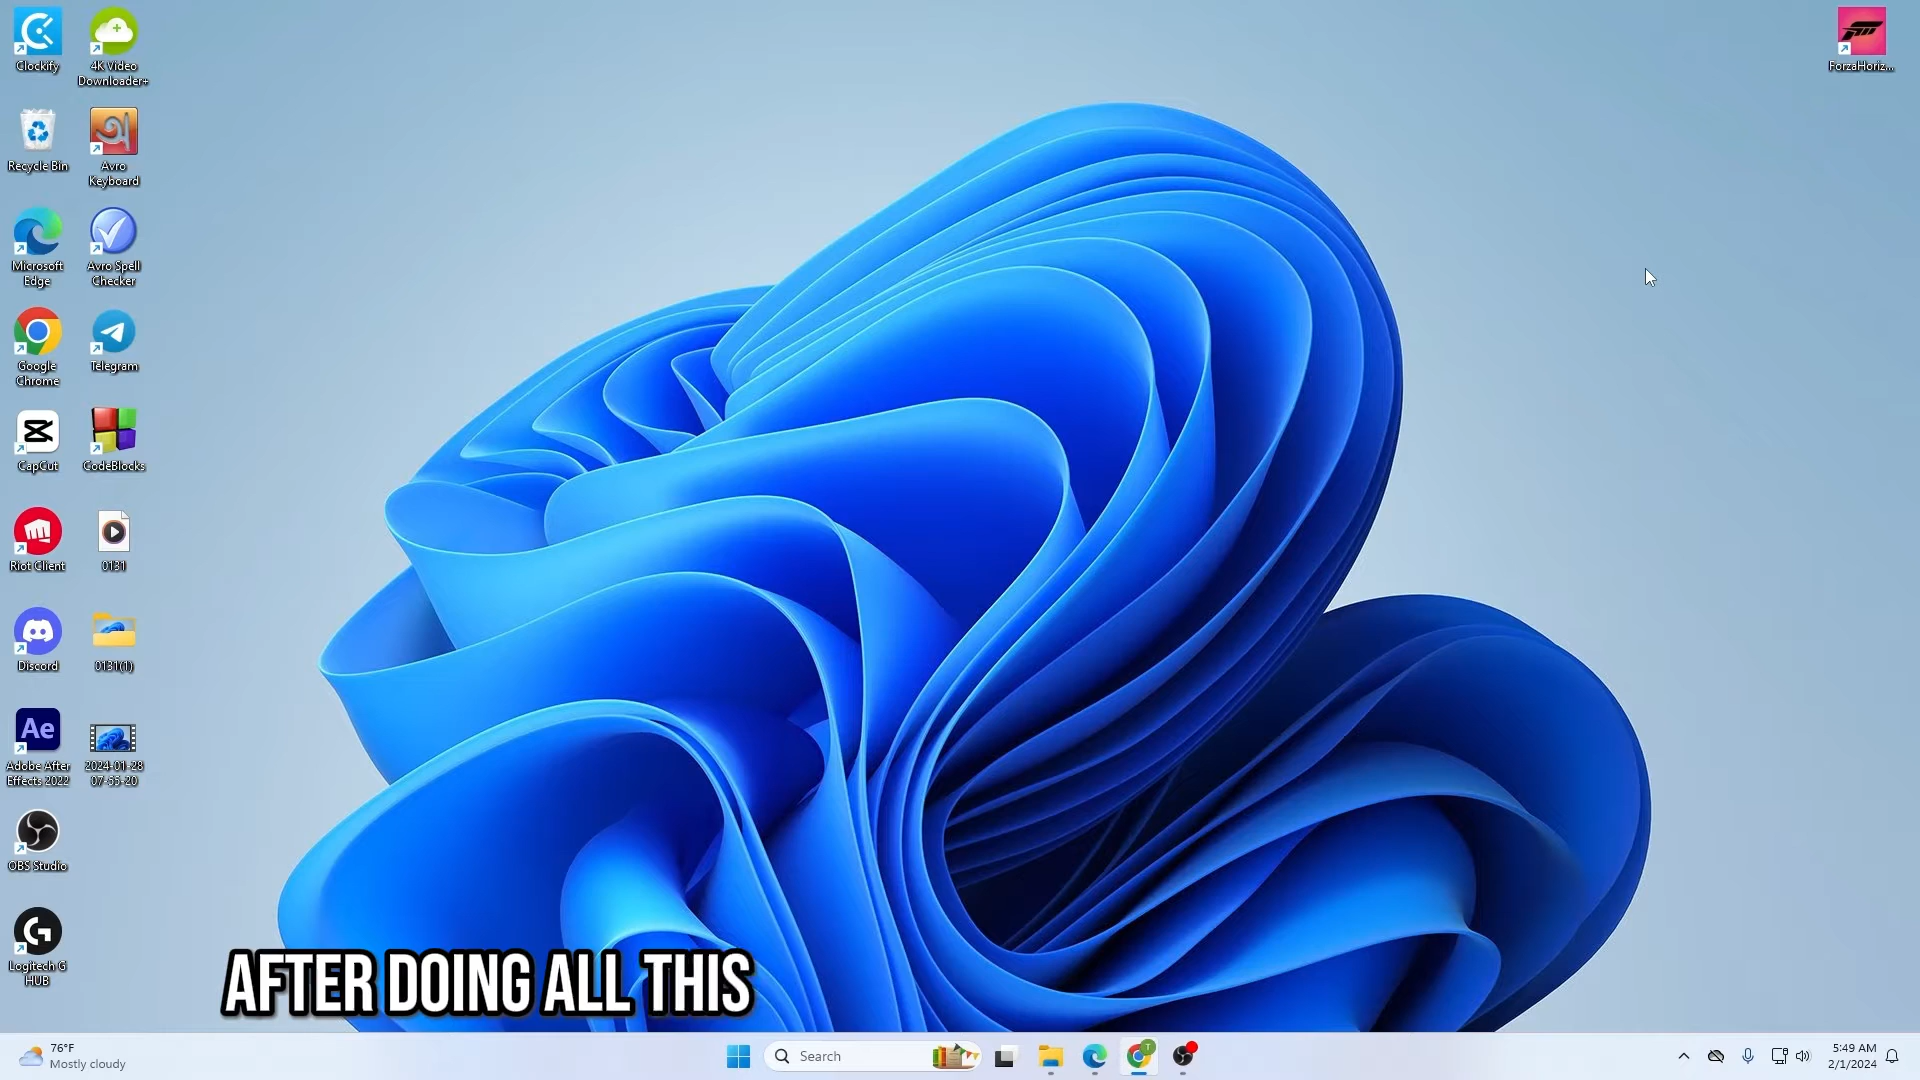 Clockify
4K Video
Downloader+
ForzaHoriz...
Recycle Bin
Avro
Keyboard
Microsoft
Edge
Avro Spell
Checker
Google
Chrome
Telegram
CapCut
CodeBlocks
Riot Client
0131
Discord
0131(1)
Ae
Adobe After
Effects 2022
2024-01-28
07-55-20
OBS Studio
Logitech G
HUB
AFTER DOING ALL THIS
76°F
Mostly cloudy
Search
T
5:49 AM
2/1/2024